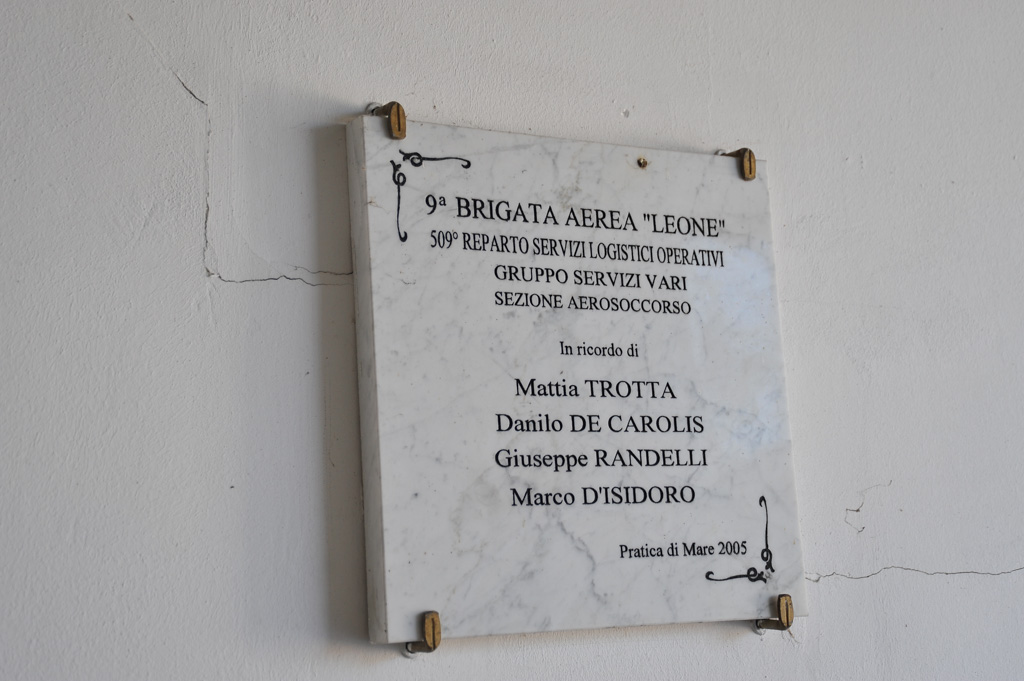 9ª BRIGATA AEREA "LEONE"
509° REPARTO SERVIZI LOGISTICI OPERATIVI
GRUPPO SERVIZI VARI
SEZIONE AEROSOCCORSO
In ricordo di
Mattia TROTTA
Danilo DE CAROLIS
Giuseppe RANDELLI
Marco D'ISIDORO
Pratica di Mare 2005